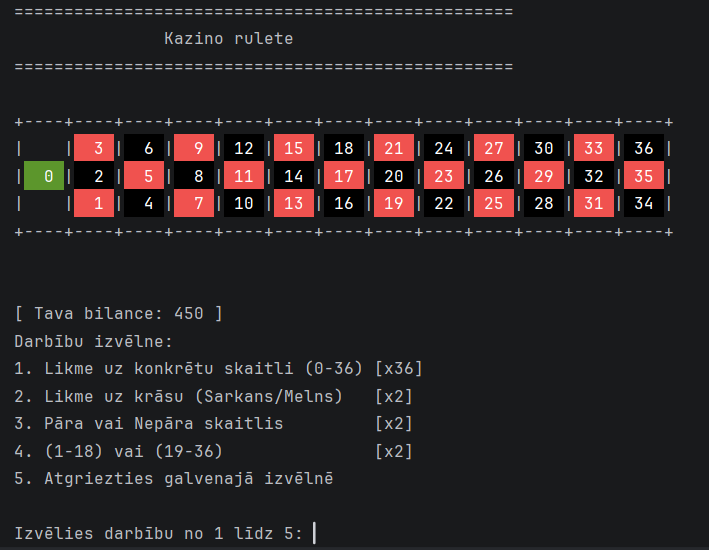 ==================================================
               Kazino rulete
==================================================
+----+----+----+----+----+----+----+----+----+----+----+----+----+
|    |  3|  6|  9| 12| 15| 18| 21| 24| 27| 30| 33| 36|
|  0|  2|  5|  8| 11| 14| 17| 20| 23| 26| 29| 32| 35|
|    |  1|  4|  7| 10| 13| 16| 19| 22| 25| 28| 31| 34|
+----+----+----+----+----+----+----+----+----+----+----+----+----+
[ Tava bilance: 450 ]
Darbību izvēlne:
1. Likme uz konkrētu skaitli (0-36) [x36]
2. Likme uz krāsu (Sarkans/Melns)   [x2]
3. Pāra vai Nepāra skaitlis         [x2]
4. (1-18) vai (19-36)               [x2]
5. Atgriezties galvenajā izvēlnē
Izvēlies darbību no 1 līdz 5: